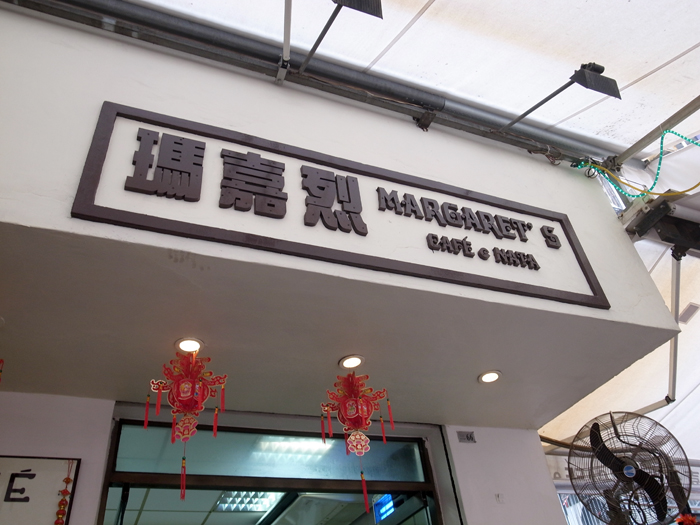 瑪嘉烈 MARGARET'S
CAFÉ e NATA
É